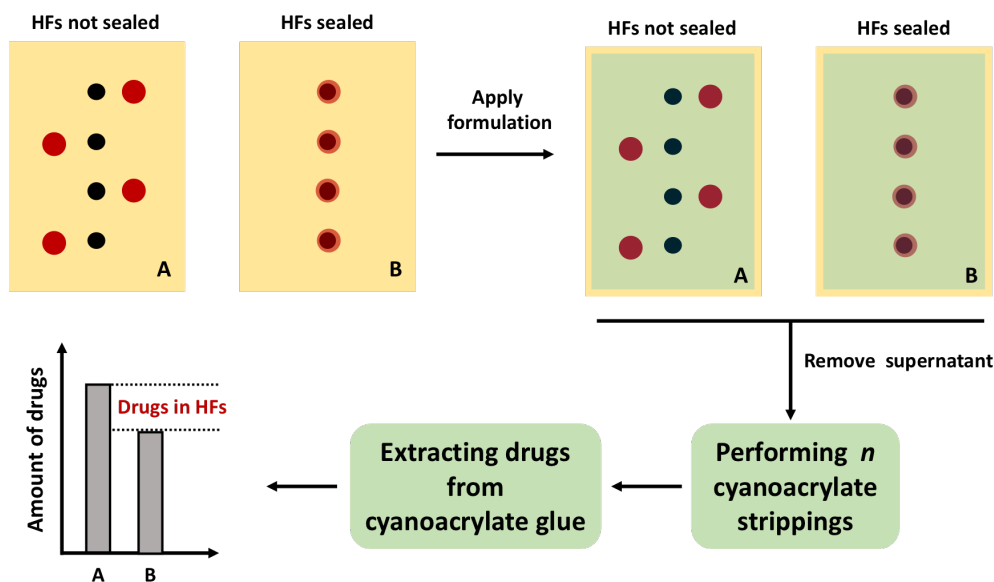 HFs not sealed
HFs sealed
A
B
Apply
formulation
HFs not sealed
HFs sealed
A
B
Remove supernatant
Performing n
cyanoacrylate
strippings
Extracting drugs
from
cyanoacrylate glue
Amount of drugs
Drugs in HFs
A
B